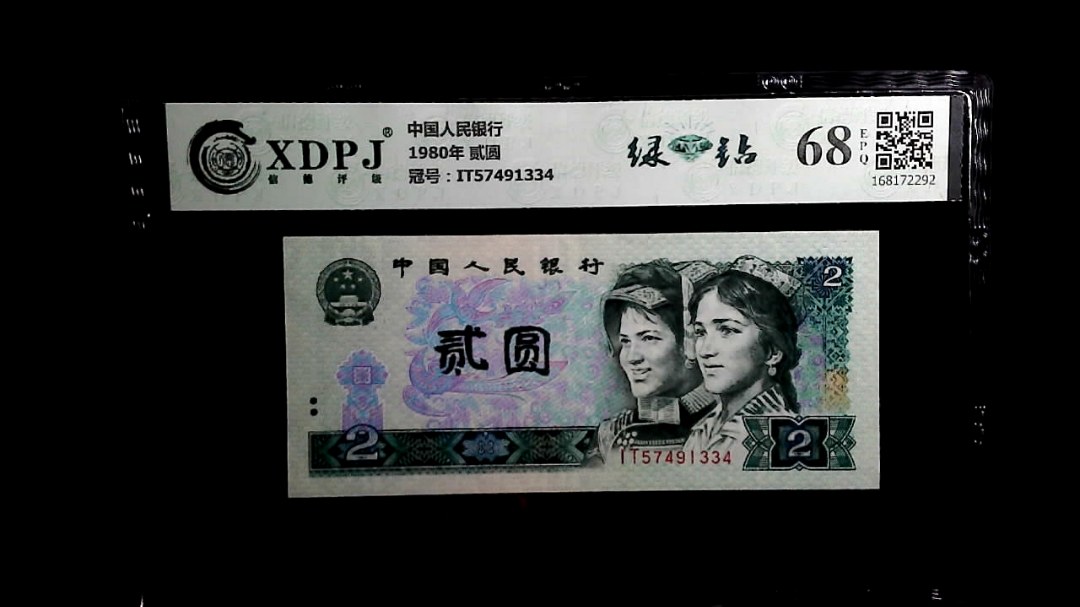 XDPJ®
信德评级
中国人民银行
1980年 贰圆
冠号：IT57491334
绿钻
68
EPQ
168172292
中国人民银行
贰圆
2
2
2
IT57491334